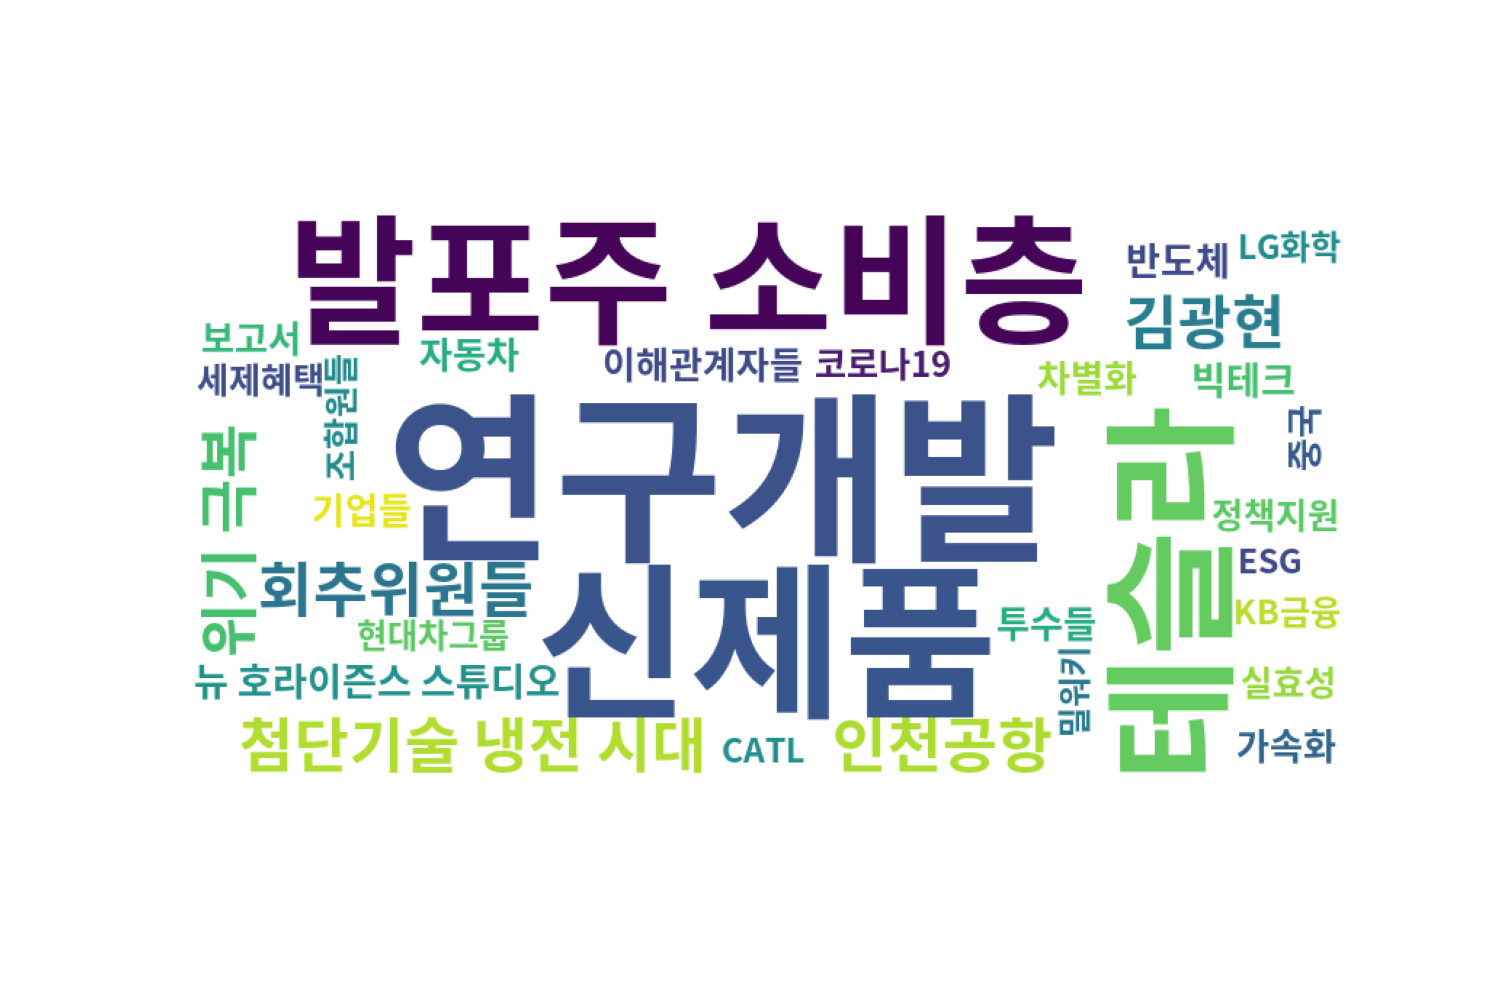 발포주 소비층
반도체
LG화학
김광현
보고서
자동차
이해관계자들
코로나19
차별화
빅테크
세제혜택
조합원들
연구개발
테슬라
중국
위기 극복
기업들
정책지원
회추위원들
신제품
ESG
현대차그룹
투수들
KB금융
뉴 호라이즌스 스튜디오
밀워키
실효성
첨단기술 냉전 시대
CATL
인천공항
가속화